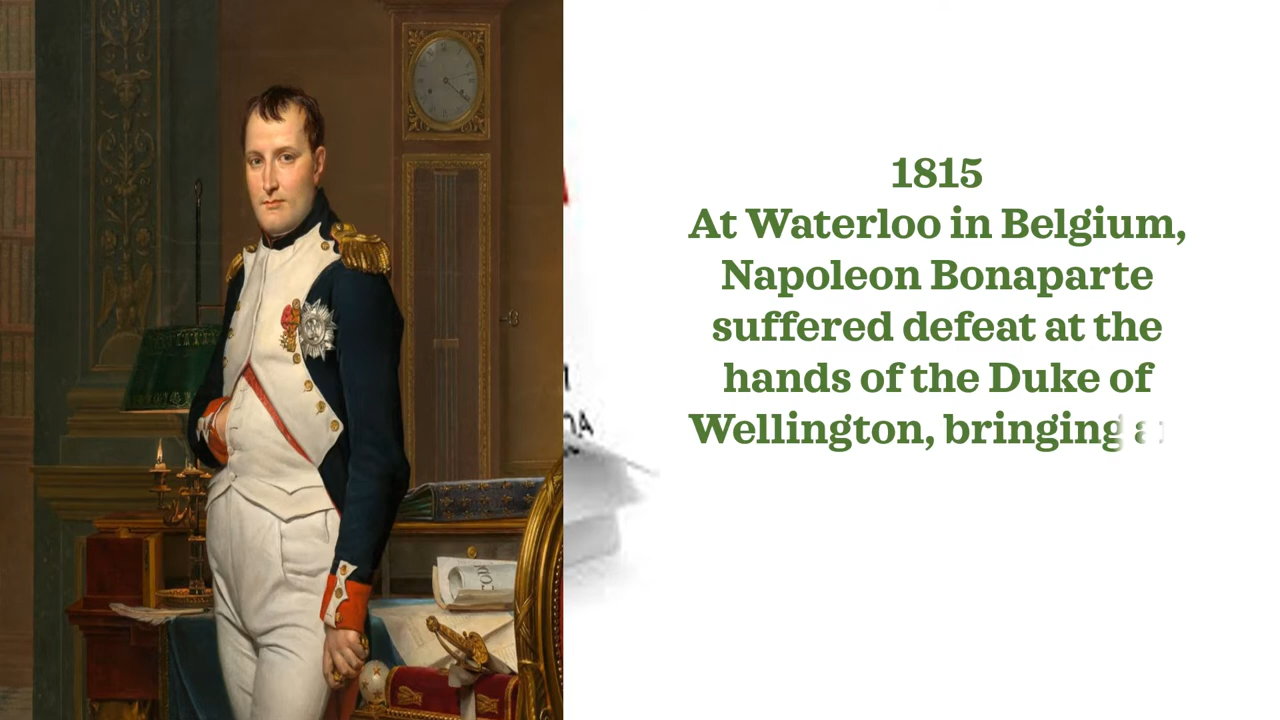 1815
At Waterloo in Belgium,
Napoleon Bonaparte
suffered defeat at the
hands of the Duke of
Wellington, bringing